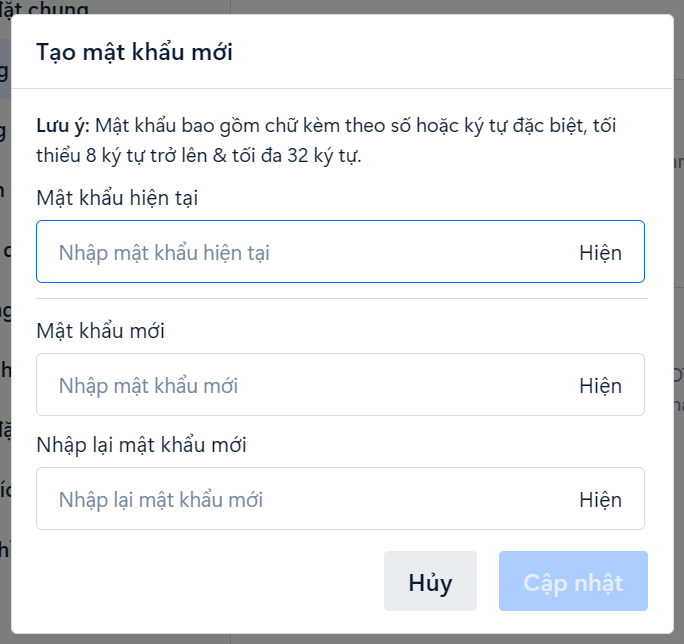 đặt chung
Tạo mật khẩu mới
Lưu ý: Mật khẩu bao gồm chữ kèm theo số hoặc ký tự đặc biệt, tối
thiểu 8 ký tự trở lên & tối đa 32 ký tự.
Mật khẩu hiện tại
Nhập mật khẩu hiện tại Hiện
Mật khẩu mới
Nhập mật khẩu mới Hiện
Nhập lại mật khẩu mới
Nhập lại mật khẩu mới Hiện
Hủy Cập nhật